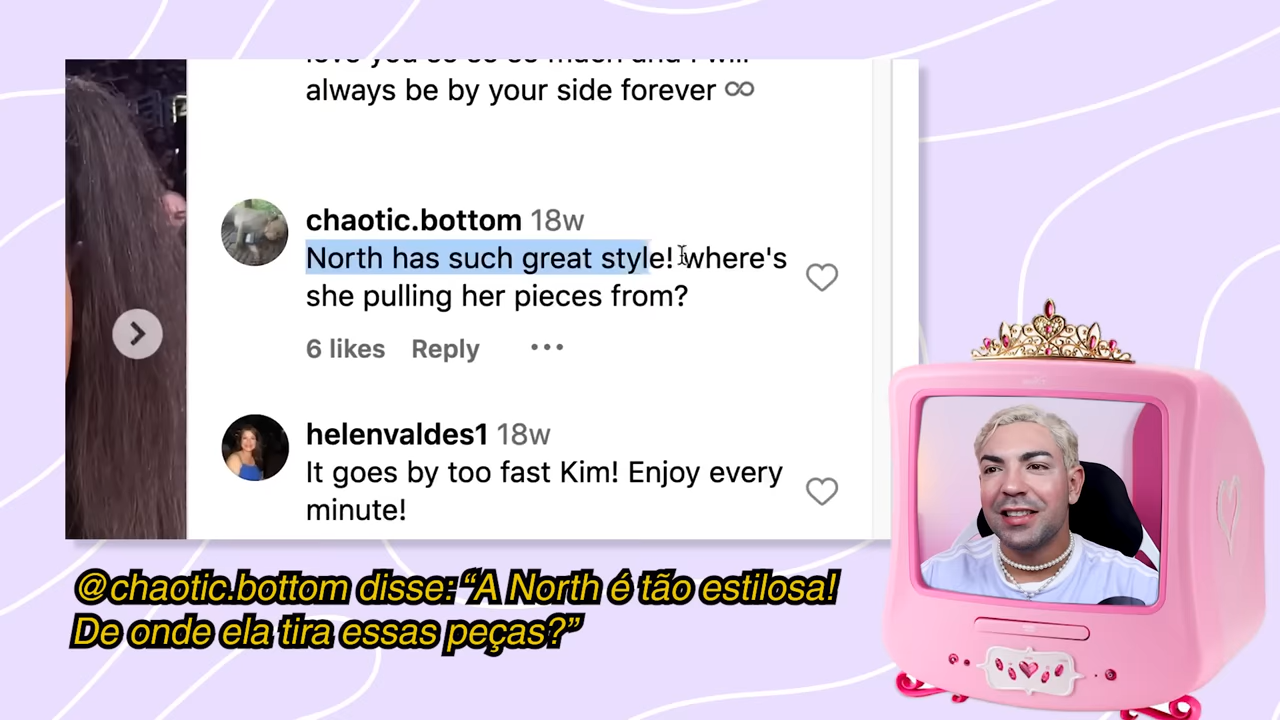 always be by your side forever ∞
chaotic.bottom 18w
North has such great style! where's
she pulling her pieces from?
6 likes Reply ...
helenvaldes1 18w
It goes by too fast Kim! Enjoy every
minute!
@chaotic.bottom disse: “A North é tão estilosa!
De onde ela tira essas peças?”